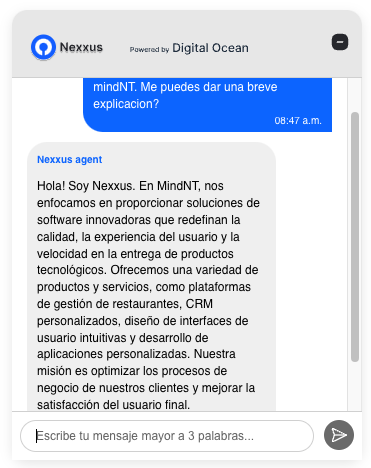 Nexxus
Powered by Digital Ocean
mindNT. Me puedes dar una breve
explicacion?
08:47 a.m.
Nexxus agent
Hola! Soy Nexxus. En MindNT, nos
enfocamos en proporcionar soluciones de
software innovadoras que redefinan la
calidad, la experiencia del usuario y la
velocidad en la entrega de productos
tecnológicos. Ofrecemos una variedad de
productos y servicios, como plataformas
de gestión de restaurantes, CRM
personalizados, diseño de interfaces de
usuario intuitivas y desarrollo de
aplicaciones personalizadas. Nuestra
misión es optimizar los procesos de
negocio de nuestros clientes y mejorar la
satisfacción del usuario final.
Escribe tu mensaje mayor a 3 palabras...